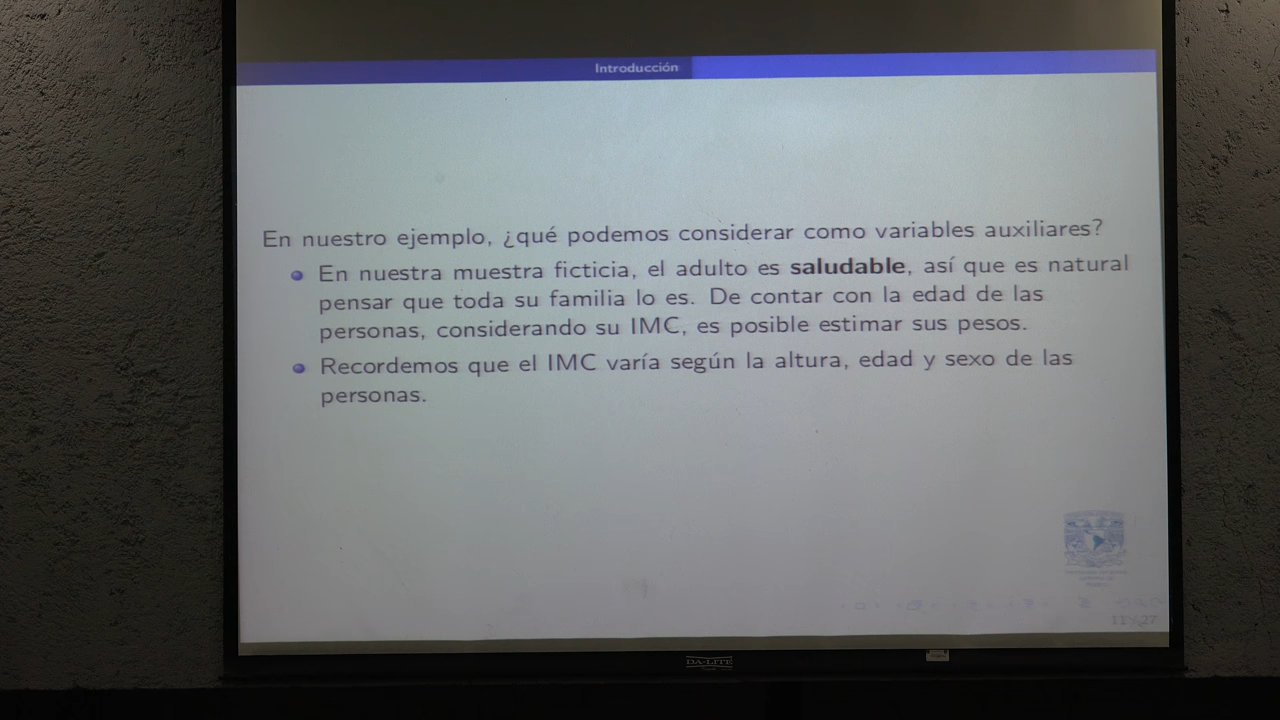 Introducción
En nuestro ejemplo, ¿qué podemos considerar como variables auxiliares?
En nuestra muestra ficticia, el adulto es saludable, así que es natural
pensar que toda su familia lo es. De contar con la edad de las
personas, considerando su IMC, es posible estimar sus pesos.
Recordemos que el IMC varía según la altura, edad y sexo de las
personas.
11 / 27
DA-LITE